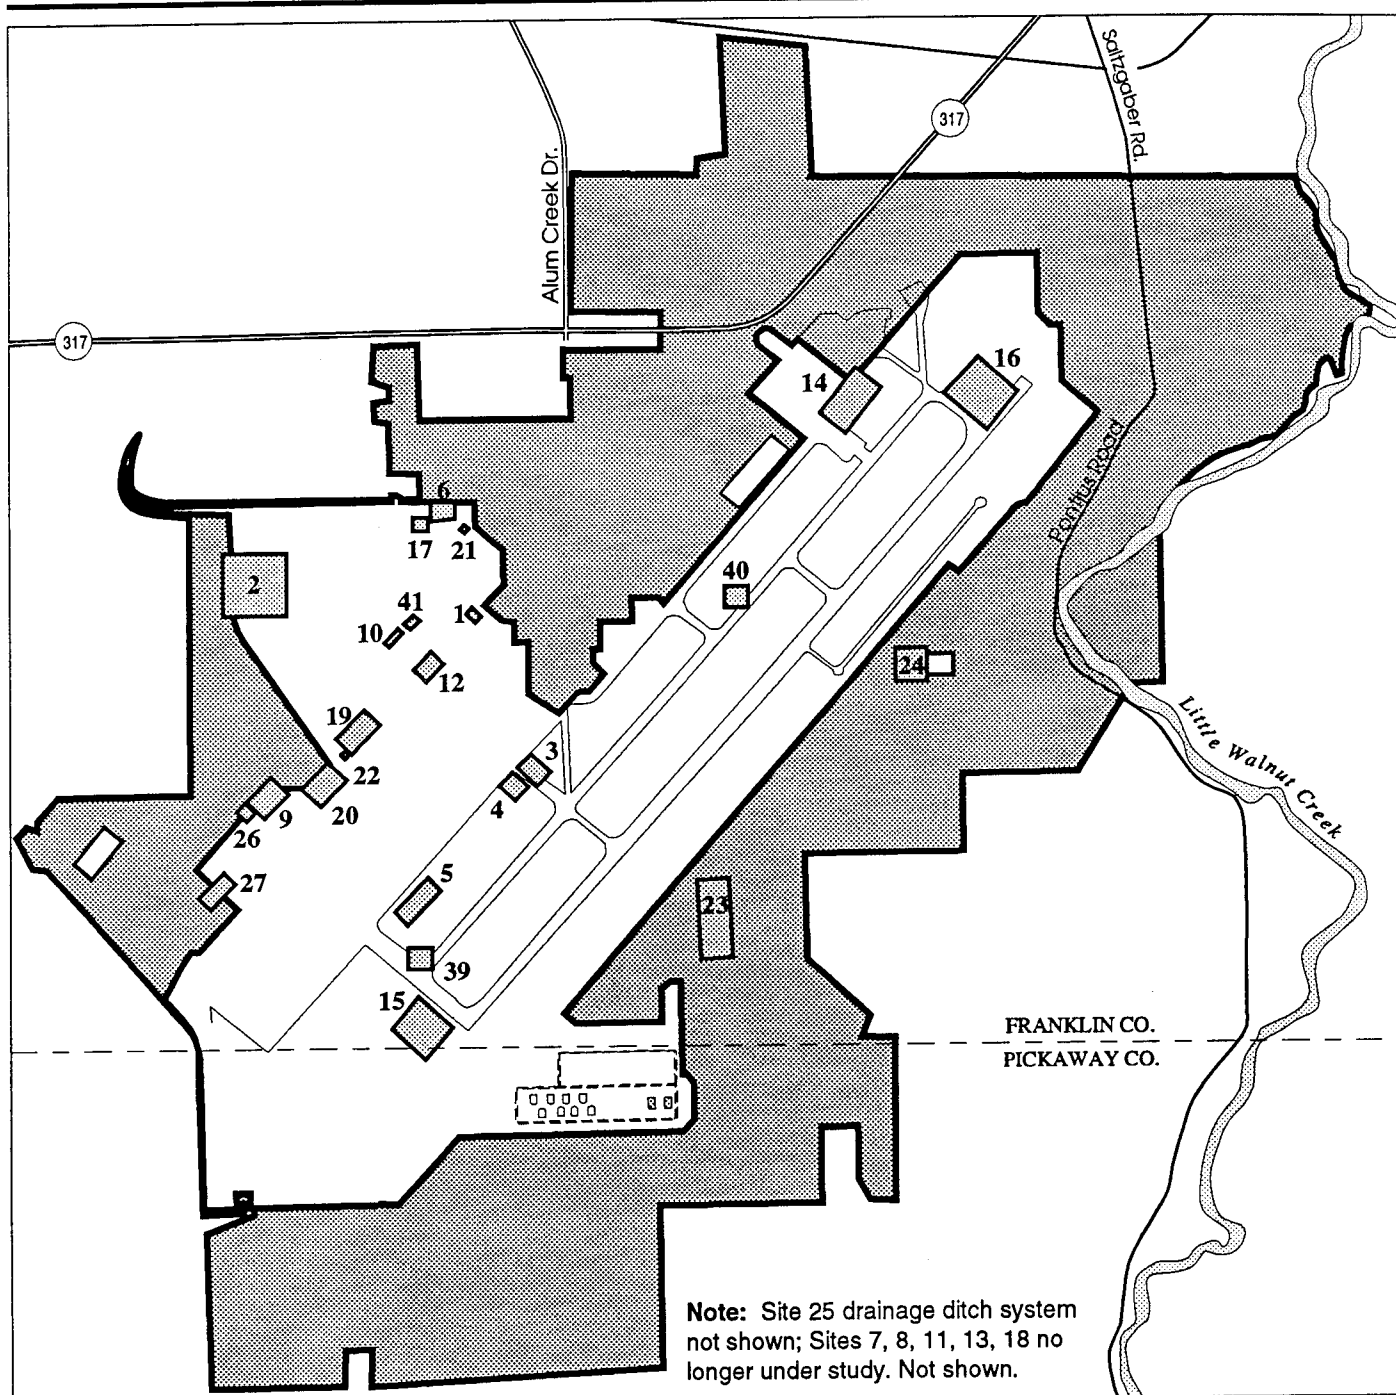 Saltzgaber Rd.
317
Alum Creek Dr.
317
14
16
Pontius Road
6
17
21
2
40
41
1
10
12
24
19
3
22
4
9
20
26
27
5
23
39
15
Little Walnut Creek
FRANKLIN CO.
PICKAWAY CO.
Note: Site 25 drainage ditch system
not shown; Sites 7, 8, 11, 13, 18 no
longer under study. Not shown.